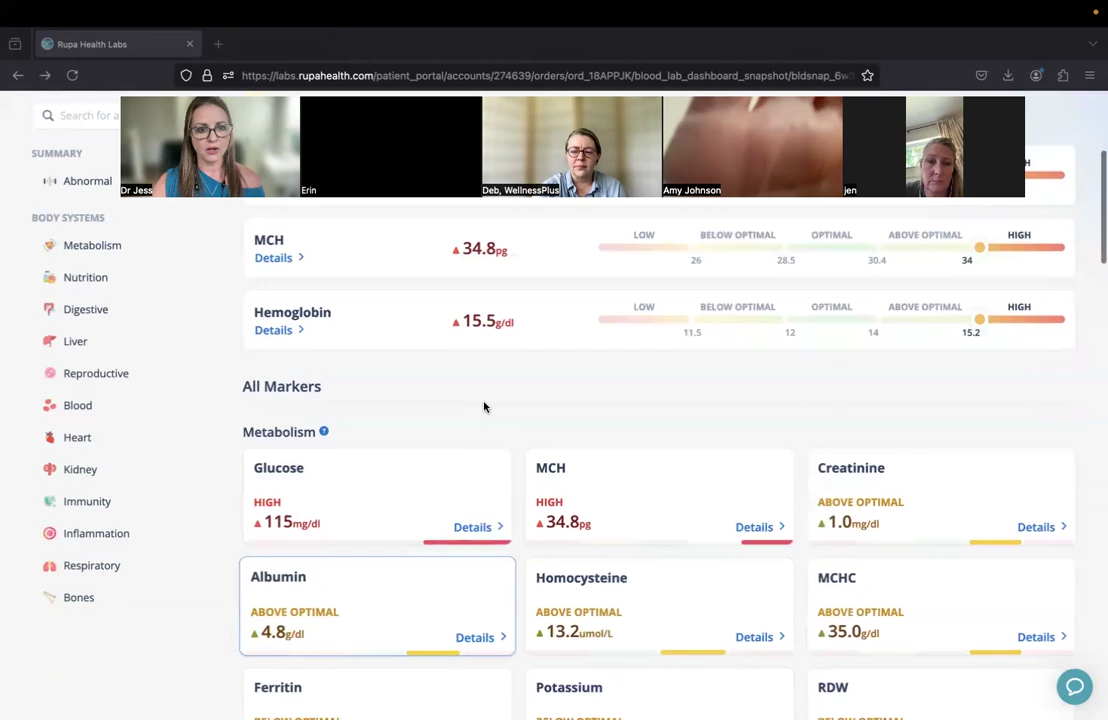 Rupa Health Labs
https://labs.rupahealth.com/patient_portal/accounts/274639/orders/ord_18APPJK/blood_lab_dashboard_snapshot/bldsnap_6w
Search for a
SUMMARY
Abnormal
BODY SYSTEMS
Metabolism
Nutrition
Digestive
Liver
Reproductive
Blood
Heart
Kidney
Immunity
Inflammation
Respiratory
Bones
Dr Jess
Erin
Deb, WellnessPlus
Amy Johnson
jen
H
MCH
Details
34.8pg
LOW BELOW OPTIMAL OPTIMAL ABOVE OPTIMAL HIGH
26 28.5 30.4 34
Hemoglobin
Details
15.5g/dl
LOW BELOW OPTIMAL OPTIMAL ABOVE OPTIMAL HIGH
11.5 12 14 15.2
All Markers
Metabolism ?
Glucose
HIGH
115mg/dl
Details
MCH
HIGH
34.8pg
Details
Creatinine
ABOVE OPTIMAL
1.0mg/dl
Details
Albumin
ABOVE OPTIMAL
4.8g/dl
Details
Homocysteine
ABOVE OPTIMAL
13.2umol/L
Details
MCHC
ABOVE OPTIMAL
35.0g/dl
Details
Ferritin
Potassium
RDW